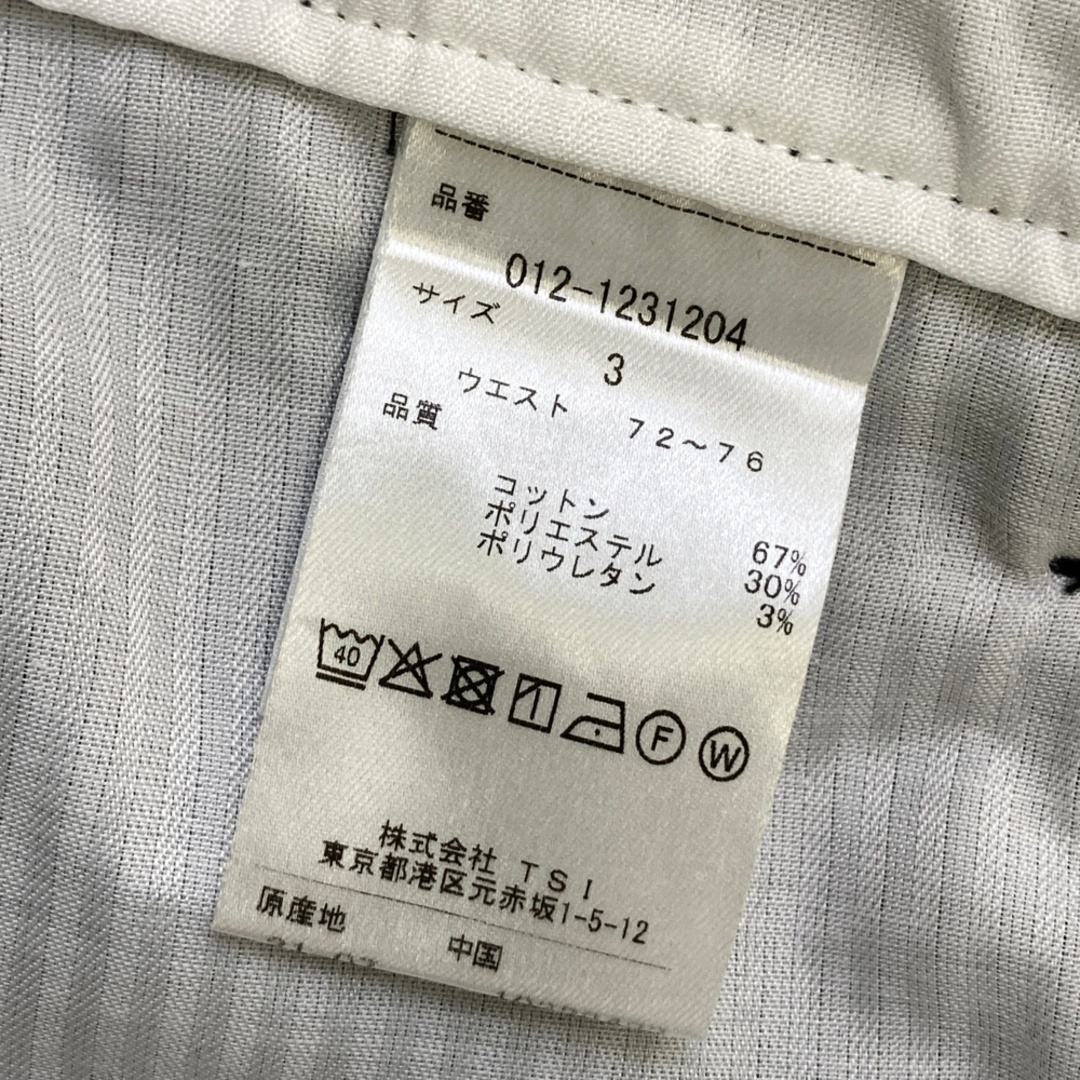 品番
012-1231204
サイズ
3
ウエスト 72〜76
品質
コットン 67%
ポリエステル 30%
ポリウレタン 3%
40
F W
株式会社 TSI
東京都港区元赤坂1-5-12
原産地 中国